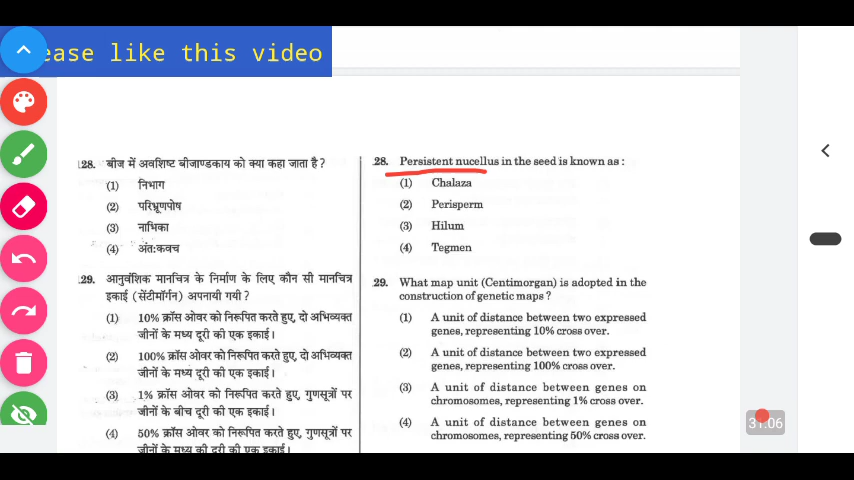 ease like this video
28. बीज में अवशिष्ट बीजाण्डकाय को क्या कहा जाता है ?
(1) निभाग
(2) परिभ्रूणपोष
(3) नाभिका
(4) अंत:कवच
29. आनुवंशिक मानचित्र के निर्माण के लिए कौन सी मानचित्र
इकाई (सेंटीमॉर्गन) अपनायी गयी ?
(1) 10% क्रॉस ओवर को निरूपित करते हुए, दो अभिव्यक्त
जीनों के मध्य दूरी की एक इकाई।
(2) 100% क्रॉस ओवर को निरूपित करते हुए, दो अभिव्यक्त
जीनों के मध्य दूरी की एक इकाई।
(3) 1% क्रॉस ओवर को निरूपित करते हुए, गुणसूत्रों पर
जीनों के बीच दूरी की एक इकाई।
(4) 50% क्रॉस ओवर को निरूपित करते हुए, गुणसूत्रों पर
जीनों के मध्य की दूरी की एक इकाई।
28. Persistent nucellus in the seed is known as :
(1) Chalaza
(2) Perisperm
(3) Hilum
(4) Tegmen
29. What map unit (Centimorgan) is adopted in the
construction of genetic maps ?
(1) A unit of distance between two expressed
genes, representing 10% cross over.
(2) A unit of distance between two expressed
genes, representing 100% cross over.
(3) A unit of distance between genes on
chromosomes, representing 1% cross over.
(4) A unit of distance between genes on
chromosomes, representing 50% cross over.
31:06